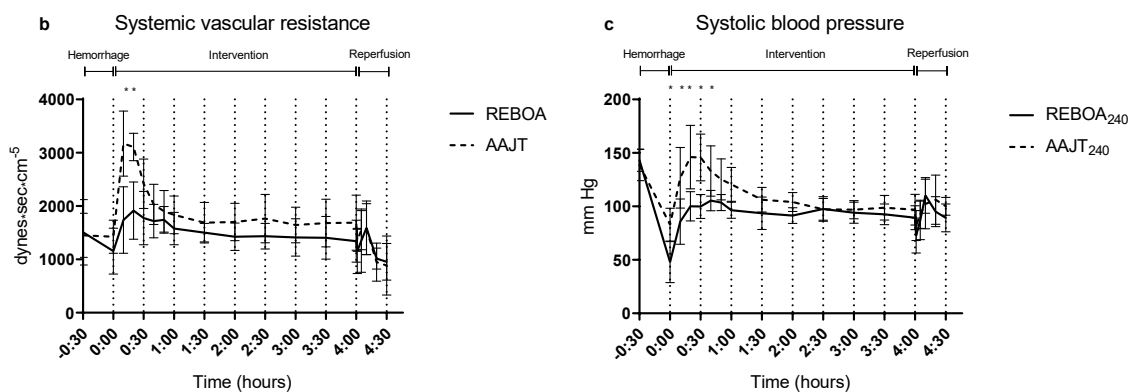 b Systemic vascular resistance
Hemorrhage Intervention Reperfusion
* *
4000
3000
2000
1000
0
dynes*sec*cm-5
-0:30 0:00 0:30 1:00 1:30 2:00 2:30 3:00 3:30 4:00 4:30
Time (hours)
REBOA
AAJT
c Systolic blood pressure
Hemorrhage Intervention Reperfusion
* * * * *
200
150
100
50
0
mm Hg
-0:30 0:00 0:30 1:00 1:30 2:00 2:30 3:00 3:30 4:00 4:30
Time (hours)
REBOA240
AAJT240